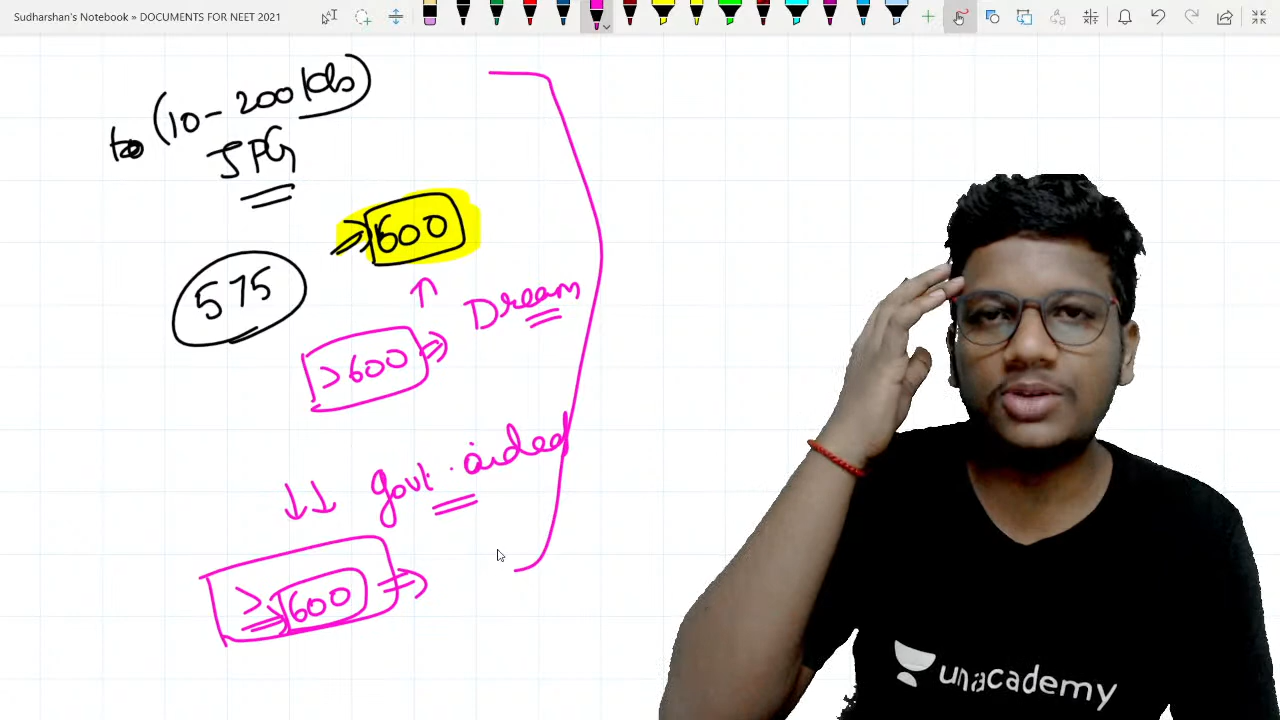 Sudharshan's Notebook » DOCUMENTS FOR NEET 2021
to (10 - 200 kb)
JPG
⇒ 600
575
↑
Dream
>600 ⇒
↓↓ govt. aided
≥ 600 ⇒
unacademy